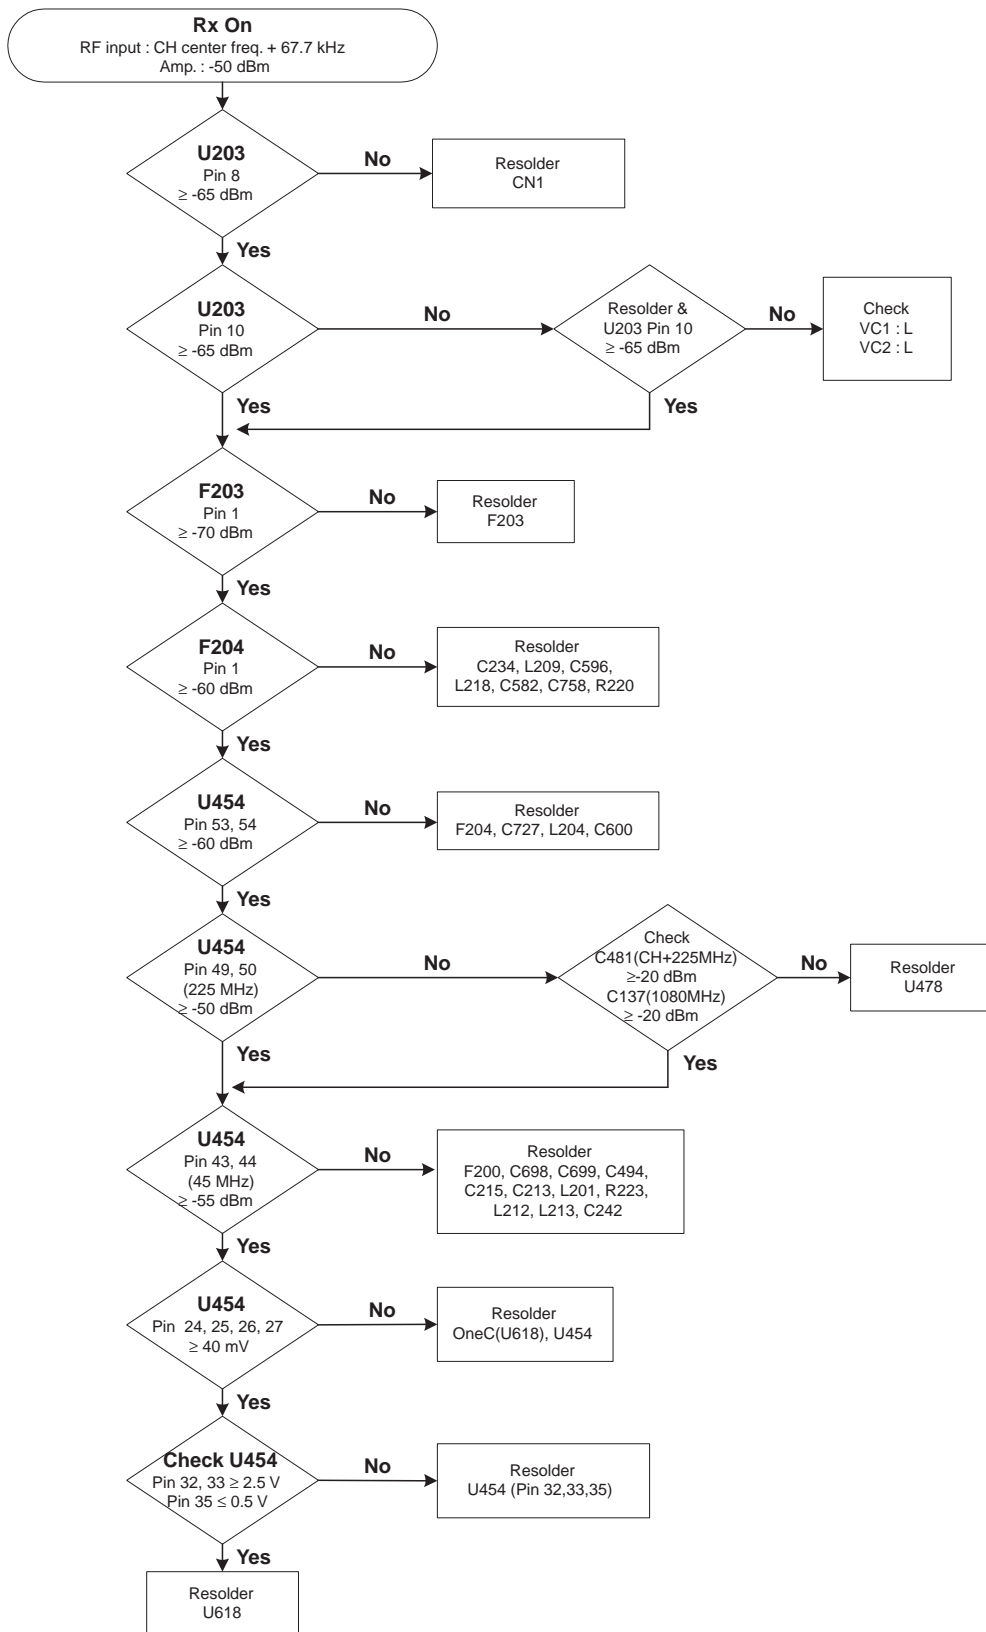 Rx On
RF input : CH center freq. + 67.7 kHz
Amp. : -50 dBm
U203
Pin 8
≥ -65 dBm
No
Resolder
CN1
Yes
U203
Pin 10
≥ -65 dBm
No
Resolder &
U203 Pin 10
≥ -65 dBm
No
Check
VC1 : L
VC2 : L
Yes
Yes
F203
Pin 1
≥ -70 dBm
No
Resolder
F203
Yes
F204
Pin 1
≥ -60 dBm
No
Resolder
C234, L209, C596,
L218, C582, C758, R220
Yes
U454
Pin 53, 54
≥ -60 dBm
No
Resolder
F204, C727, L204, C600
Yes
U454
Pin 49, 50
(225 MHz)
≥ -50 dBm
No
Check
C481(CH+225MHz)
≥-20 dBm
C137(1080MHz)
≥ -20 dBm
No
Resolder
U478
Yes
Yes
U454
Pin 43, 44
(45 MHz)
≥ -55 dBm
No
Resolder
F200, C698, C699, C494,
C215, C213, L201, R223,
L212, L213, C242
Yes
U454
Pin 24, 25, 26, 27
≥ 40 mV
No
Resolder
OneC(U618), U454
Yes
Check U454
Pin 32, 33 ≥ 2.5 V
Pin 35 ≤ 0.5 V
No
Resolder
U454 (Pin 32,33,35)
Yes
Resolder
U618